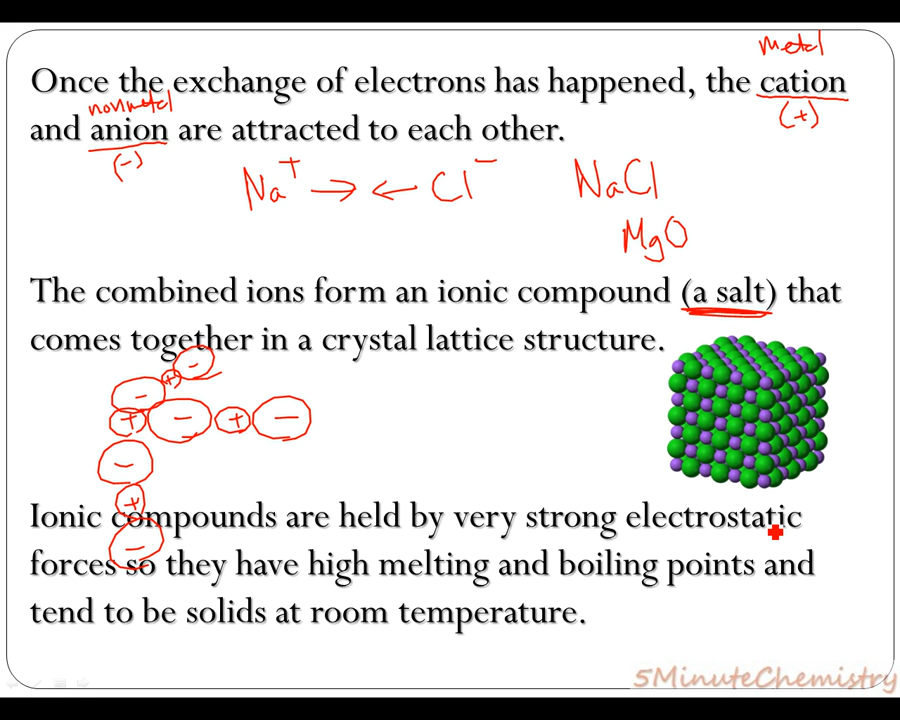 metal
Once the exchange of electrons has happened, the cation
nonmetal (+)
and anion are attracted to each other.
(-)
Na+ → ← Cl- NaCl
MgO
The combined ions form an ionic compound (a salt) that
comes together in a crystal lattice structure.
-
+
-
+ - + -
-
+
-
Ionic compounds are held by very strong electrostatic
forces so they have high melting and boiling points and
tend to be solids at room temperature.
5MinuteChemistry